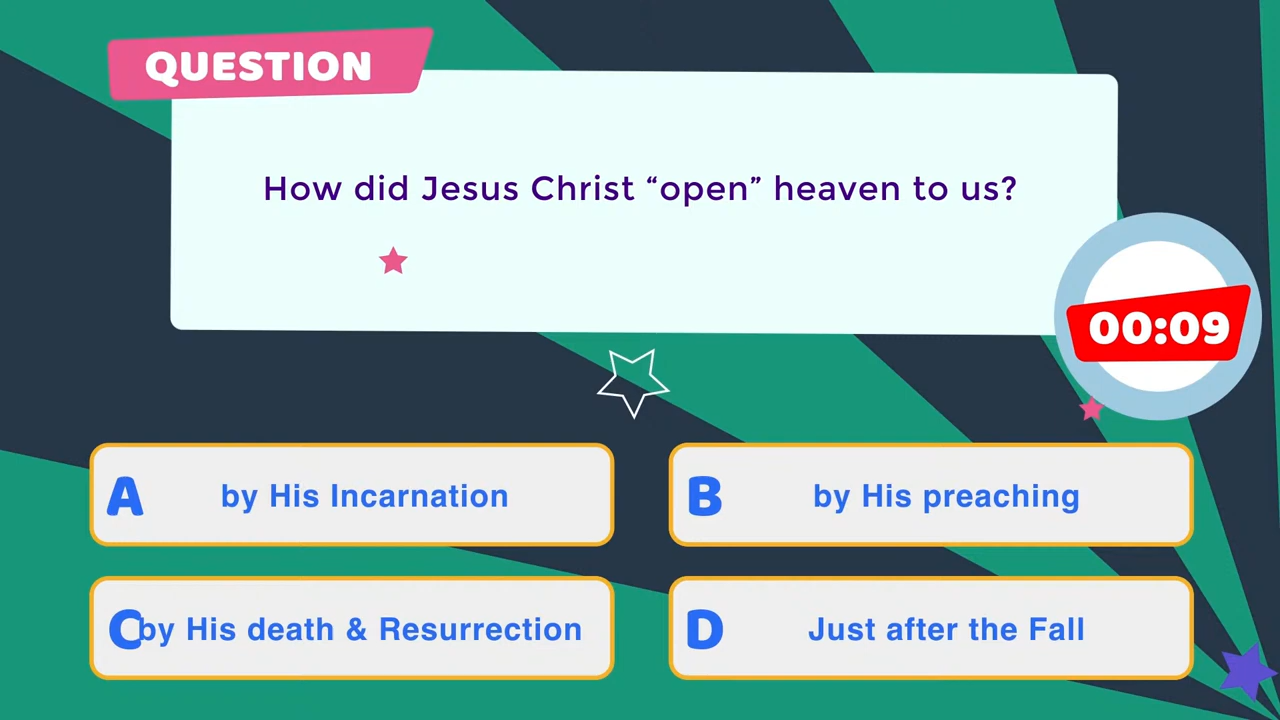 QUESTION
How did Jesus Christ “open” heaven to us?
00:09
A by His Incarnation
B by His preaching
C by His death & Resurrection
D Just after the Fall